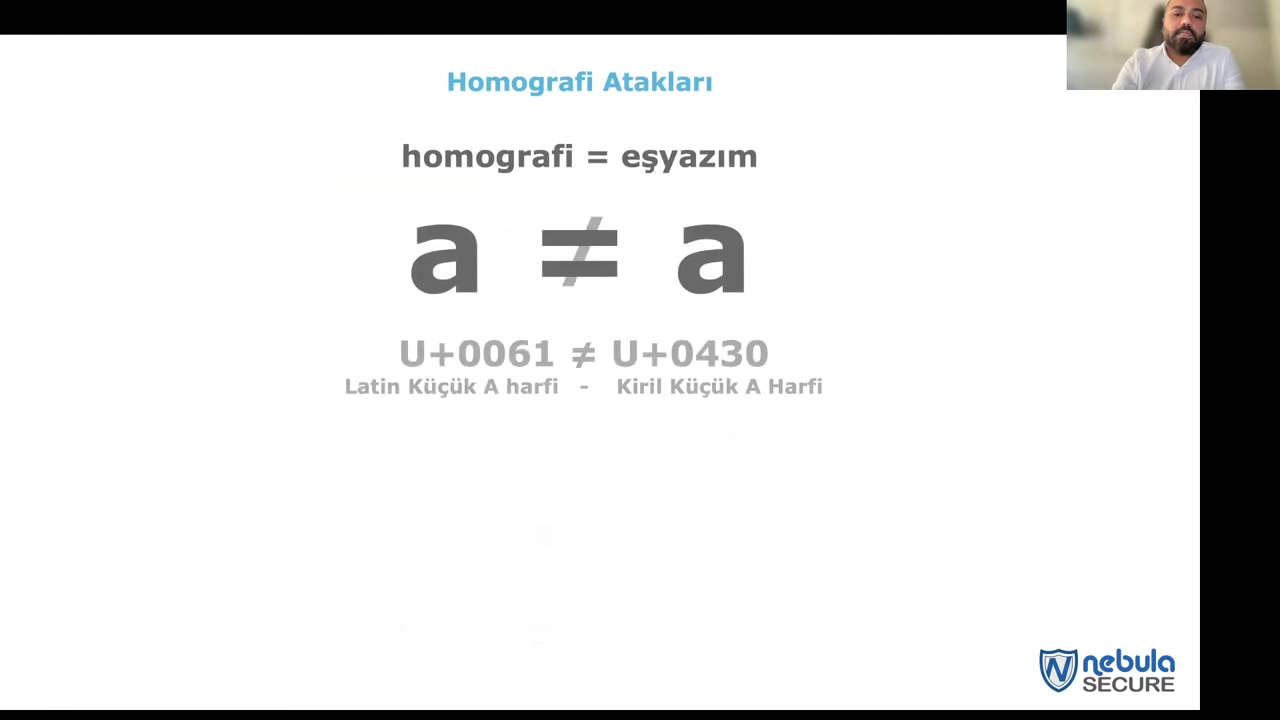 Homografi Atakları
homografi = eşyazım
a ≠ a
U+0061 ≠ U+0430
Latin Küçük A harfi - Kiril Küçük A Harfi
nebula
SECURE